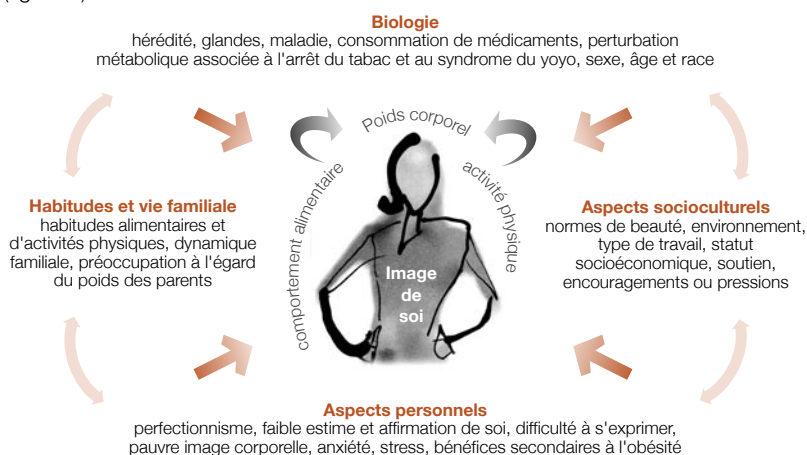 Biologie
hérédité, glandes, maladie, consommation de médicaments, perturbation
métabolique associée à l'arrêt du tabac et au syndrome du yoyo, sexe, âge et race
Poids corporel
comportement alimentaire
activité physique
Habitudes et vie familiale
habitudes alimentaires et
d'activités physiques, dynamique
familiale, préoccupation à l'égard
du poids des parents
Image
de
soi
Aspects socioculturels
normes de beauté, environnement,
type de travail, statut
socioéconomique, soutien,
encouragements ou pressions
Aspects personnels
perfectionnisme, faible estime et affirmation de soi, difficulté à s'exprimer,
pauvre image corporelle, anxiété, stress, bénéfices secondaires à l'obésité